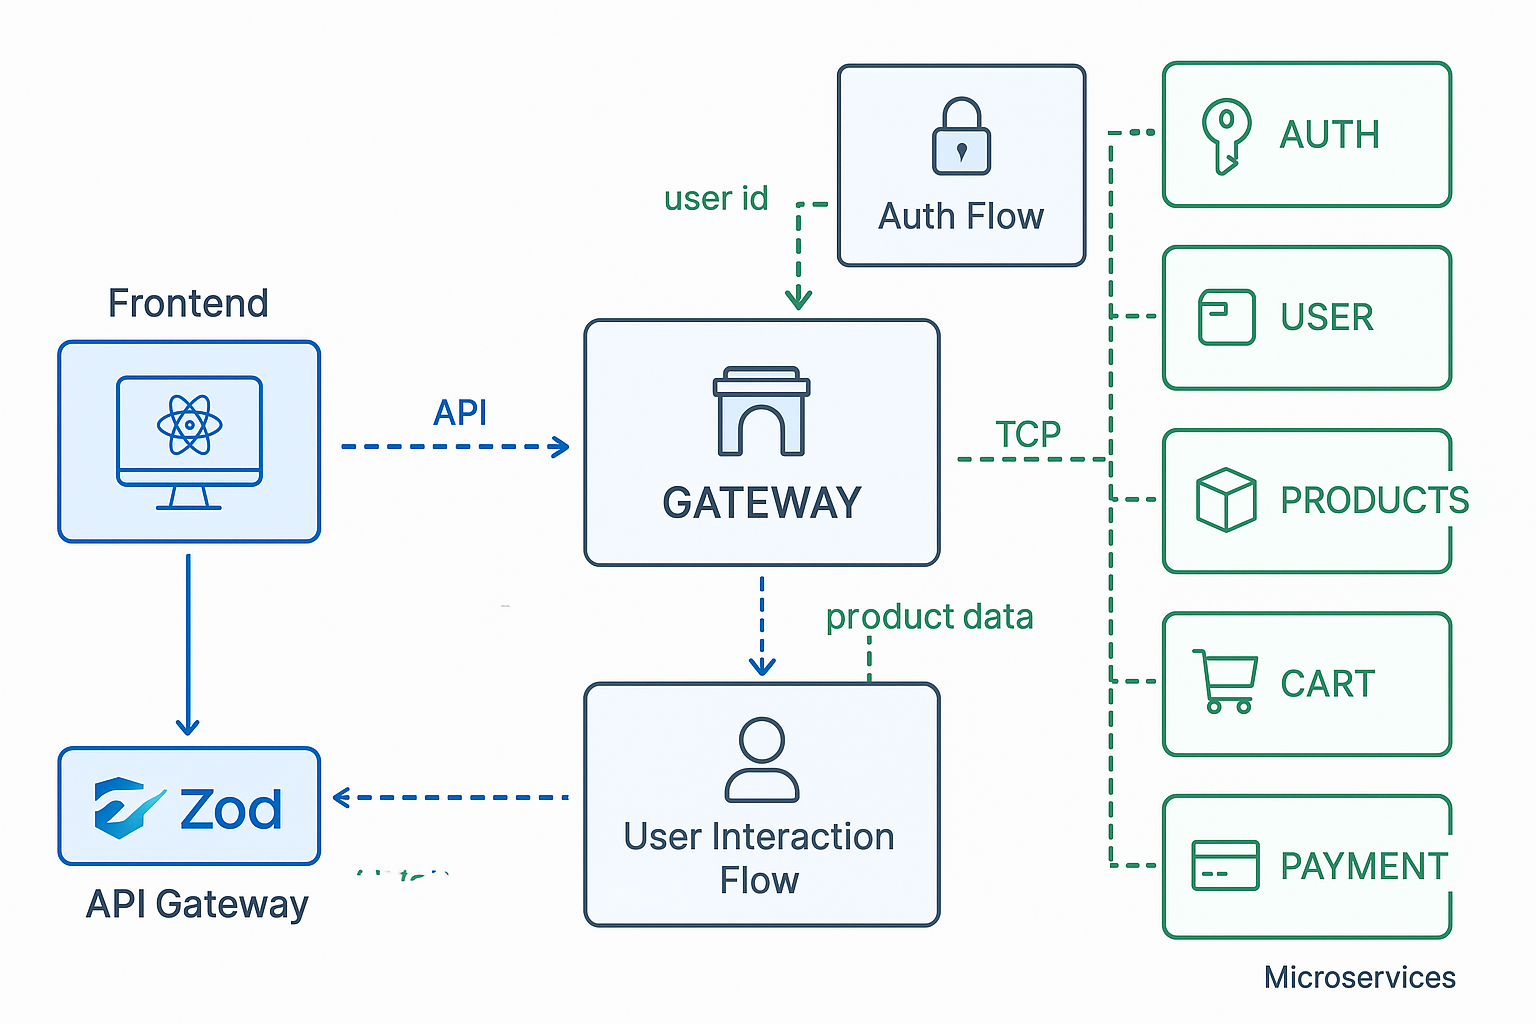 Auth Flow
user id
AUTH
USER
Frontend
API
GATEWAY
TCP
PRODUCTS
product data
CART
Zod
API Gateway
User Interaction
Flow
PAYMENT
Microservices